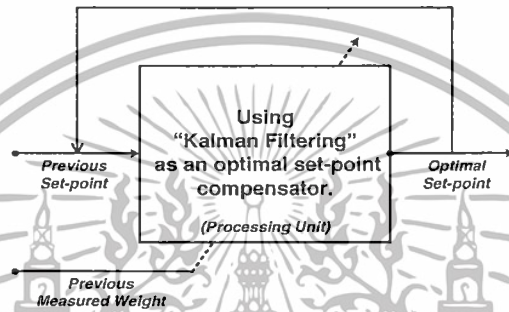 Using
“Kalman Filtering”
as an optimal set-point
compensator.
(Processing Unit)
Previous
Set-point
Optimal
Set-point
Previous
Measured Weight